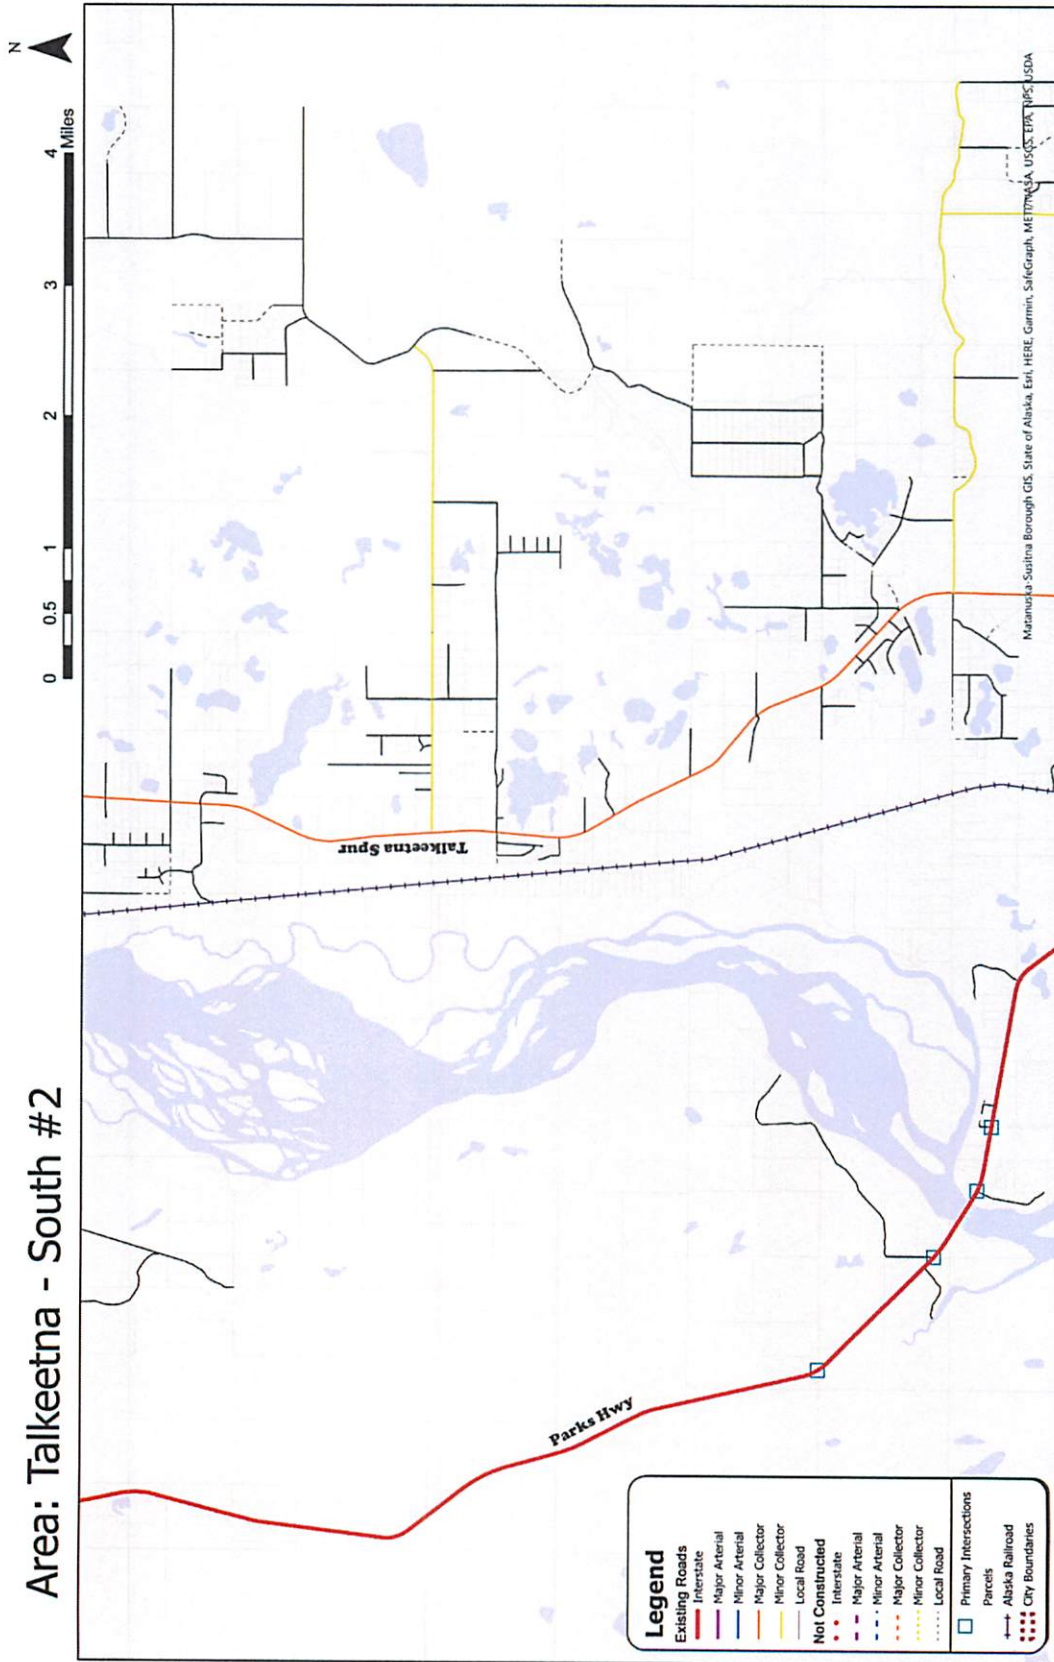 Area: Talkeetna - South #2
N
0 0.5 1 2 3 4
Miles
Talkeetna Spur
Parks Hwy
Legend
Existing Roads
Interstate
Major Arterial
Minor Arterial
Major Collector
Minor Collector
Local Road
Not Constructed
Interstate
Major Arterial
Minor Arterial
Major Collector
Minor Collector
Local Road
Primary Intersections
Parcels
Alaska Railroad
City Boundaries
Matanuska-Susitna Borough GIS, State of Alaska, Esri, HERE, Garmin, SafeGraph, METI/NASA, USGS, EPA, NPS, USDA